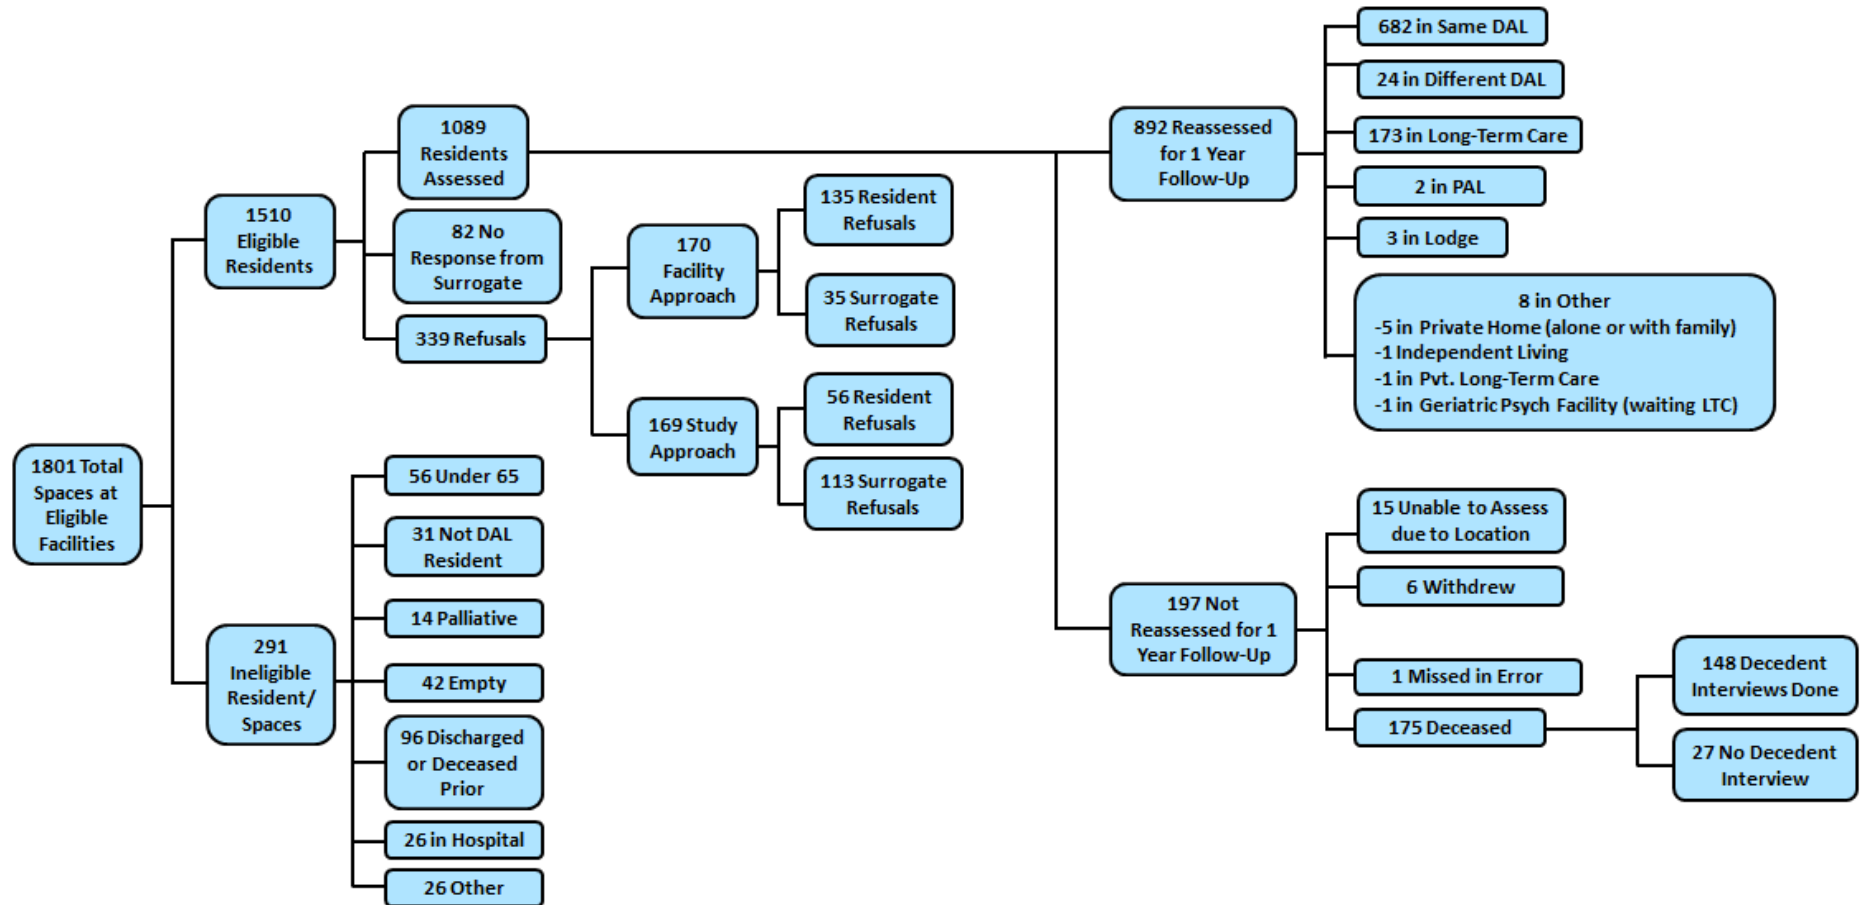 1801 Total
Spaces at
Eligible
Facilities
1510
Eligible
Residents
291
Ineligible
Resident/
Spaces
1089
Residents
Assessed
82 No
Response from
Surrogate
339 Refusals
170
Facility
Approach
169 Study
Approach
135 Resident
Refusals
35 Surrogate
Refusals
56 Resident
Refusals
113 Surrogate
Refusals
56 Under 65
31 Not DAL
Resident
14 Palliative
42 Empty
96 Discharged
or Deceased
Prior
26 in Hospital
26 Other
892 Reassessed
for 1 Year
Follow-Up
682 in Same DAL
24 in Different DAL
173 in Long-Term Care
2 in PAL
3 in Lodge
8 in Other
-5 in Private Home (alone or with family)
-1 Independent Living
-1 in Pvt. Long-Term Care
-1 in Geriatric Psych Facility (waiting LTC)
197 Not
Reassessed for 1
Year Follow-Up
15 Unable to Assess
due to Location
6 Withdrew
1 Missed in Error
175 Deceased
148 Decedent
Interviews Done
27 No Decedent
Interview